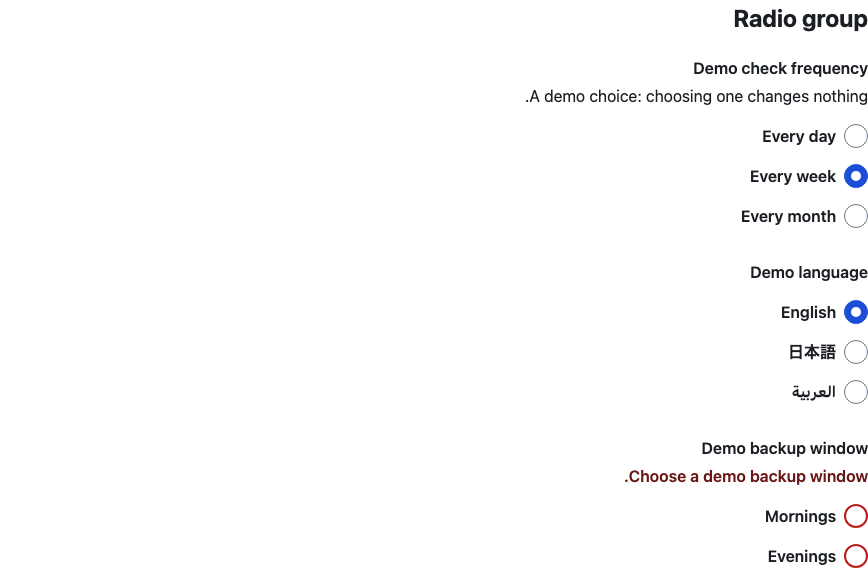 Radio group
Demo check frequency
.A demo choice: choosing one changes nothing
Every day
Every week
Every month
Demo language
English
日本語
العربية
Demo backup window
.Choose a demo backup window
Mornings
Evenings